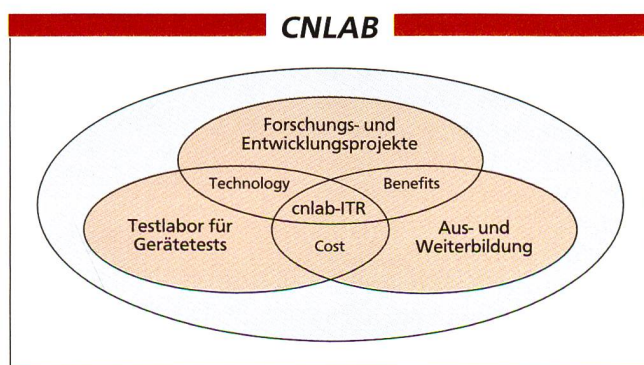 CNLAB
Forschungs- und
Entwicklungsprojekte
Technology
Benefits
cnlab-ITR
Testlabor für
Gerätetests
Cost
Aus- und
Weiterbildung